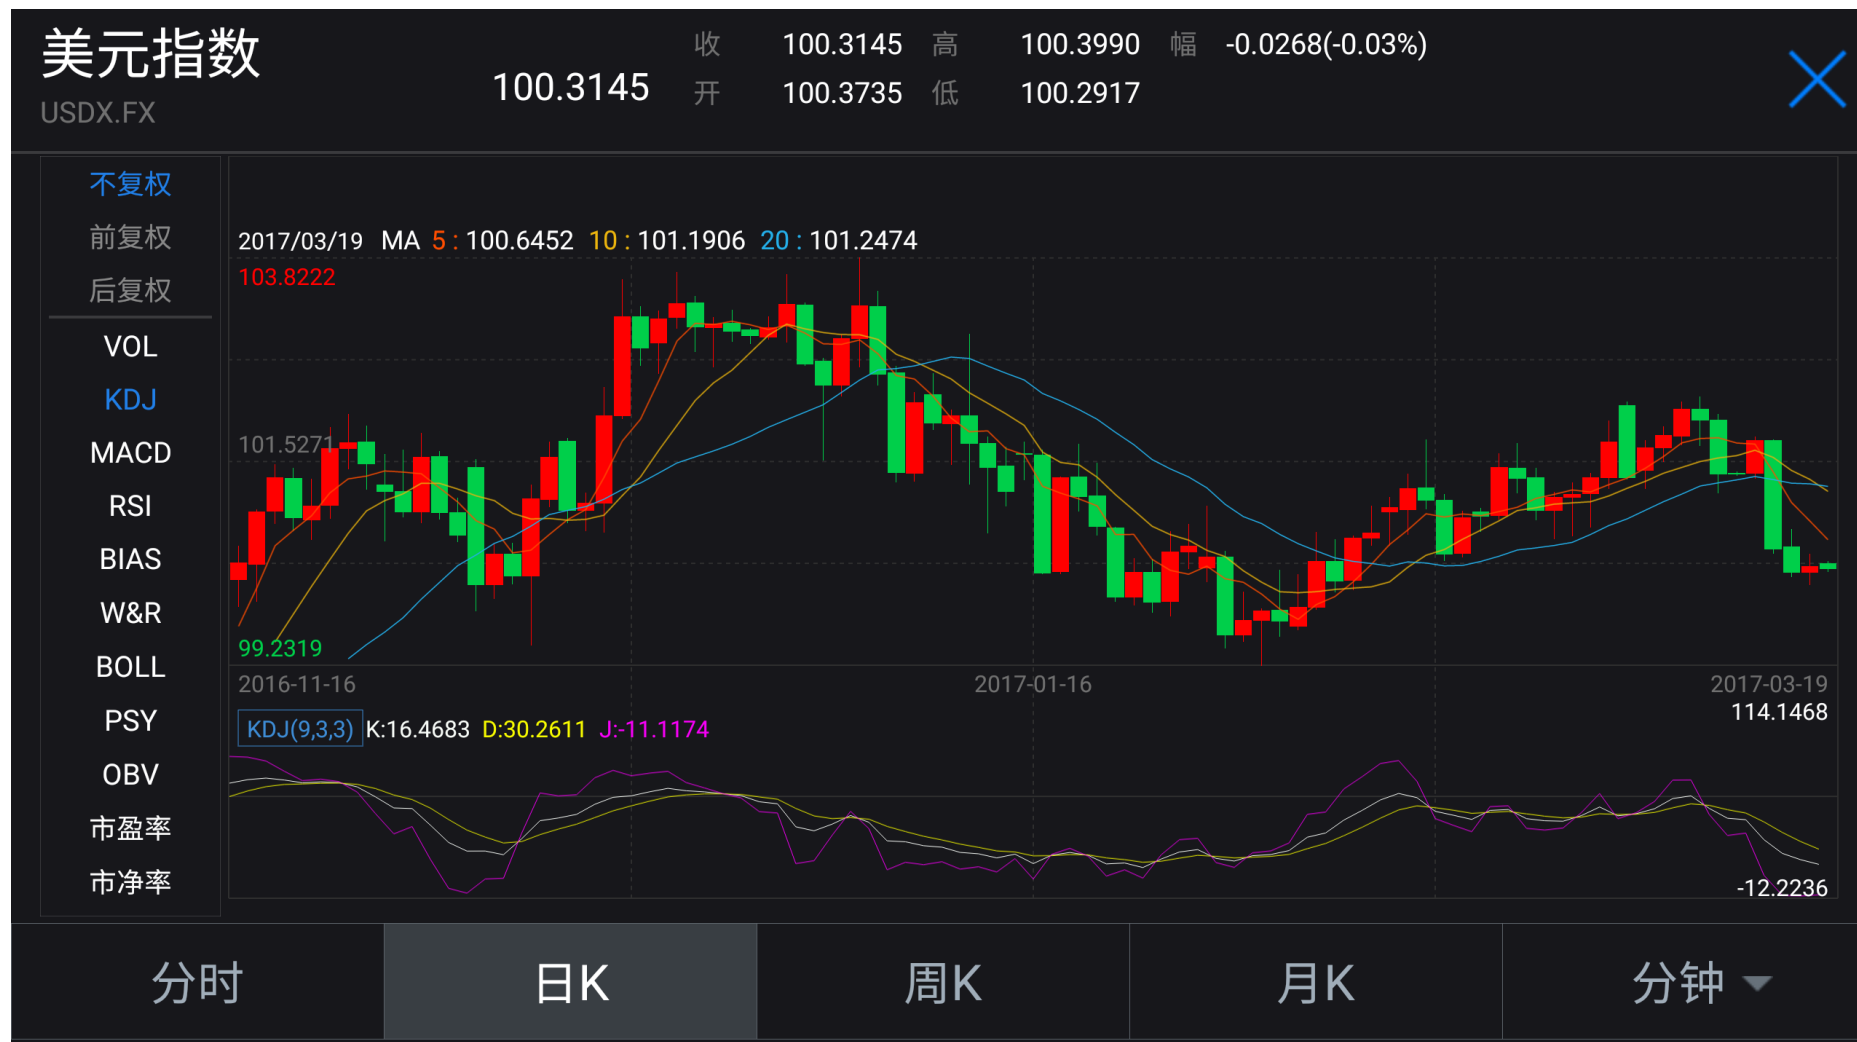 美元指数
USDX.FX
100.3145
收 100.3145 高 100.3990 幅 -0.0268(-0.03%)
开 100.3735 低 100.2917
不复权
前复权
后复权
VOL
KDJ
MACD
RSI
BIAS
W&R
BOLL
PSY
OBV
市盈率
市净率
2017/03/19 MA 5 : 100.6452 10 : 101.1906 20 : 101.2474
103.8222
101.5271
99.2319
2016-11-16 2017-01-16 2017-03-19
114.1468
KDJ(9,3,3) K:16.4683 D:30.2611 J:-11.1174
-12.2236
分时 日K 周K 月K 分钟